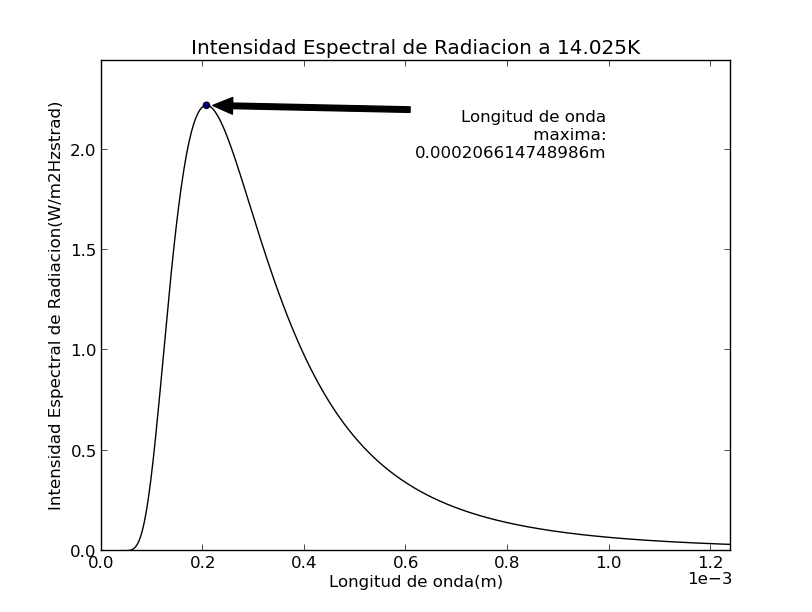 Intensidad Espectral de Radiacion a 14.025K
Intensidad Espectral de Radiacion(W/m2Hzstrad)
Longitud de onda
maxima:
0.000206614748986m
2.0
1.5
1.0
0.5
0.0
0.0 0.2 0.4 0.6 0.8 1.0 1.2
1e−3
Longitud de onda(m)